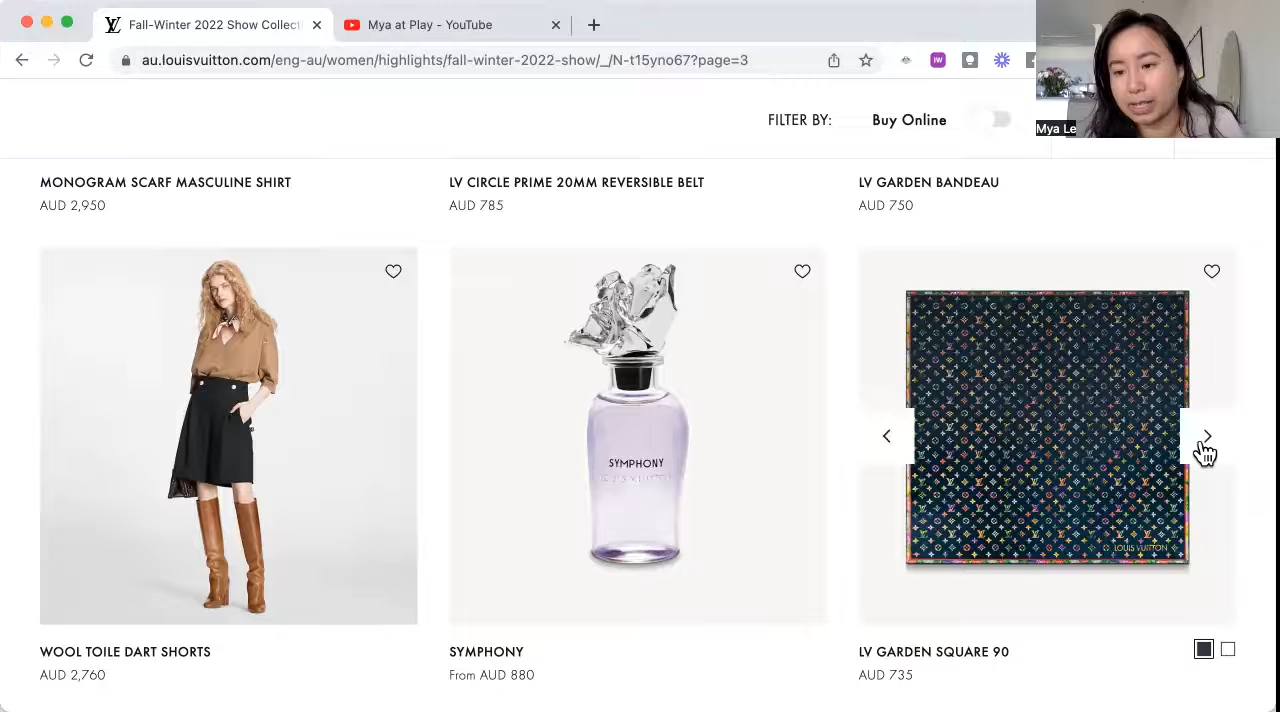 Fall-Winter 2022 Show Collecti
Mya at Play - YouTube
au.louisvuitton.com/eng-au/women/highlights/fall-winter-2022-show/_/N-t15yno67?page=3
IW
Mya Le
FILTER BY: Buy Online
MONOGRAM SCARF MASCULINE SHIRT
AUD 2,950
LV CIRCLE PRIME 20MM REVERSIBLE BELT
AUD 785
LV GARDEN BANDEAU
AUD 750
SYMPHONY
LOUIS VUITTON
LOUIS VUITTON
WOOL TOILE DART SHORTS
AUD 2,760
SYMPHONY
From AUD 880
LV GARDEN SQUARE 90
AUD 735